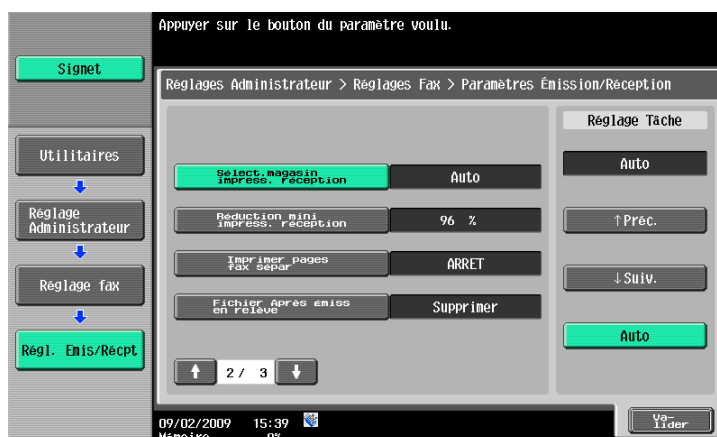 Appuyer sur le bouton du paramètre voulu.
Signet
Réglages Administrateur > Réglages Fax > Paramètres Émission/Réception
Réglage Tâche
Utilitaires
Sélect.magasin
impress. réception
Auto
Auto
Réglage
Administrateur
Réduction mini
impress. réception
96 %
↑Préc.
Imprimer pages
fax sépar
ARRET
Réglage fax
↓Suiv.
Fichier Après émiss
en relève
Supprimer
Régl. Emis/Récpt
Auto
2/ 3
09/02/2009 15:39
Va-
lider
Mémoire 0%